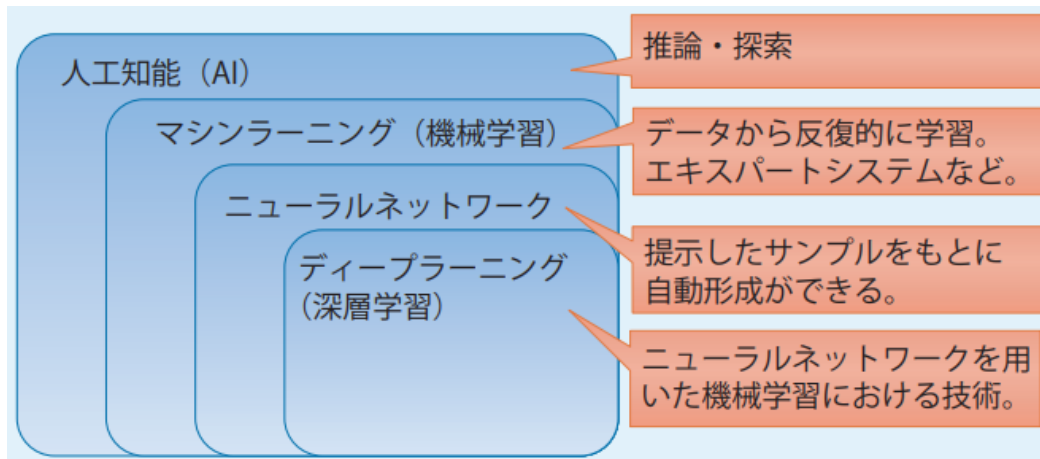 人工知能（AI）
推論・探索
マシンラーニング（機械学習）
データから反復的に学習。
エキスパートシステムなど。
ニューラルネットワーク
提示したサンプルをもとに
自動形成ができる。
ディープラーニング
（深層学習）
ニューラルネットワークを用
いた機械学習における技術。